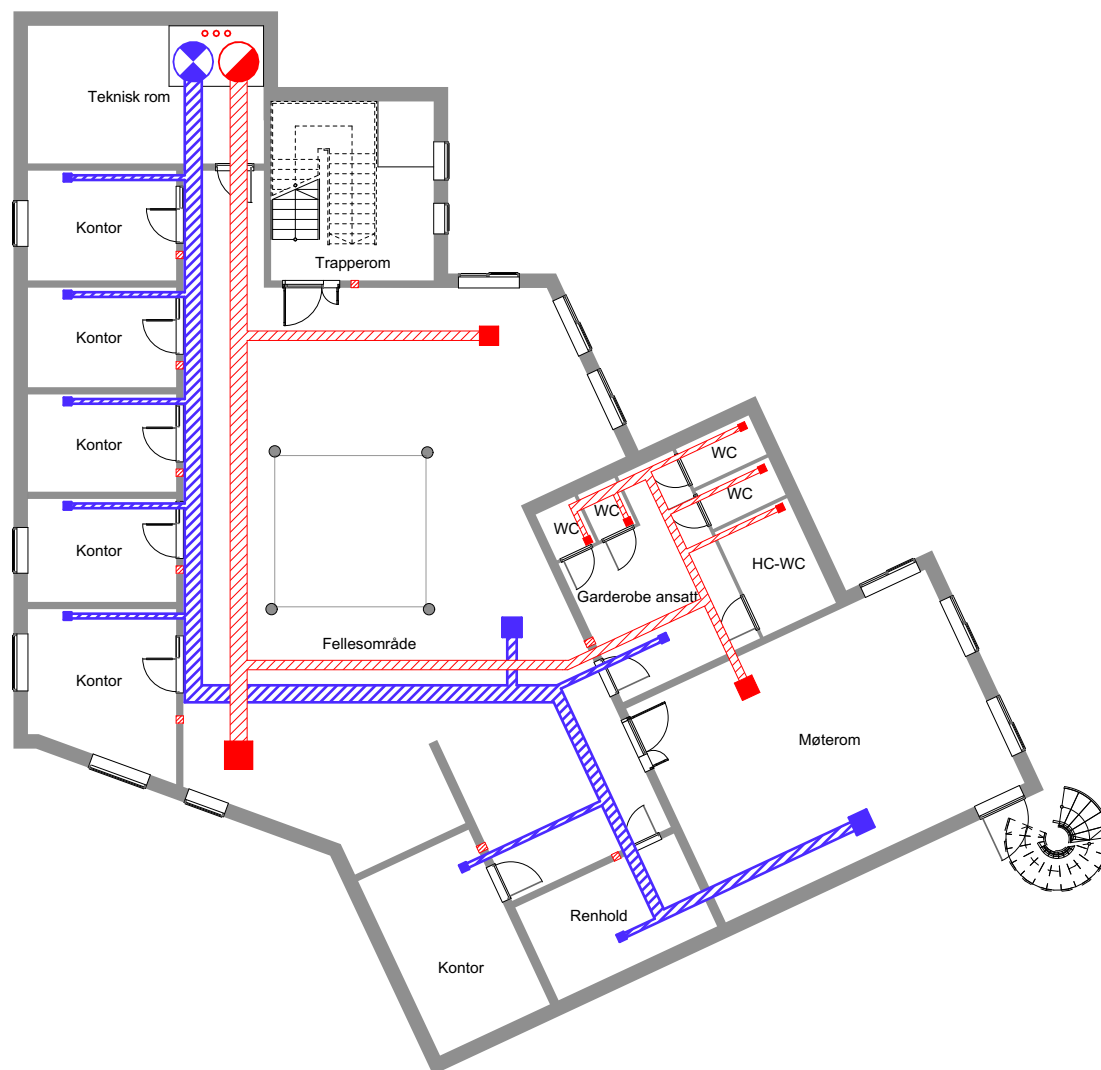 Teknisk rom
Kontor
Trapperom
Kontor
Kontor
WC
WC
WC
WC
Kontor
HC-WC
Garderobe ansatt
Fellesområde
Kontor
Møterom
Renhold
Kontor